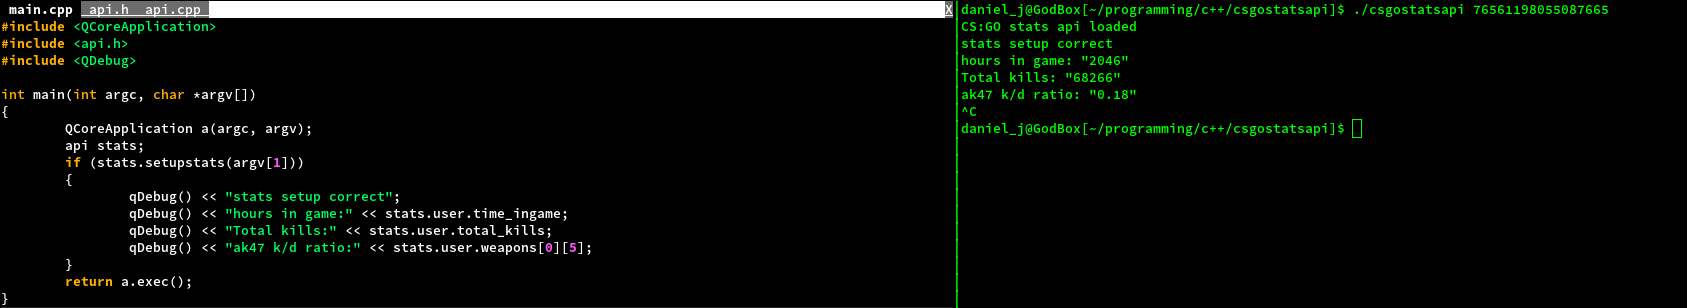 main.cpp  api.h  api.cpp X
#include <QCoreApplication>
#include <api.h>
#include <QDebug>

int main(int argc, char *argv[])
{
        QCoreApplication a(argc, argv);
        api stats;
        if (stats.setupstats(argv[1]))
        {
                qDebug() << "stats setup correct";
                qDebug() << "hours in game:" << stats.user.time_ingame;
                qDebug() << "Total kills:" << stats.user.total_kills;
                qDebug() << "ak47 k/d ratio:" << stats.user.weapons[0][5];
        }
        return a.exec();
}
daniel_j@GodBox[~/programming/c++/csgostatsapi]$ ./csgostatsapi 76561198055087665
CS:GO stats api loaded
stats setup correct
hours in game: "2046"
Total kills: "68266"
ak47 k/d ratio: "0.18"
^C
daniel_j@GodBox[~/programming/c++/csgostatsapi]$